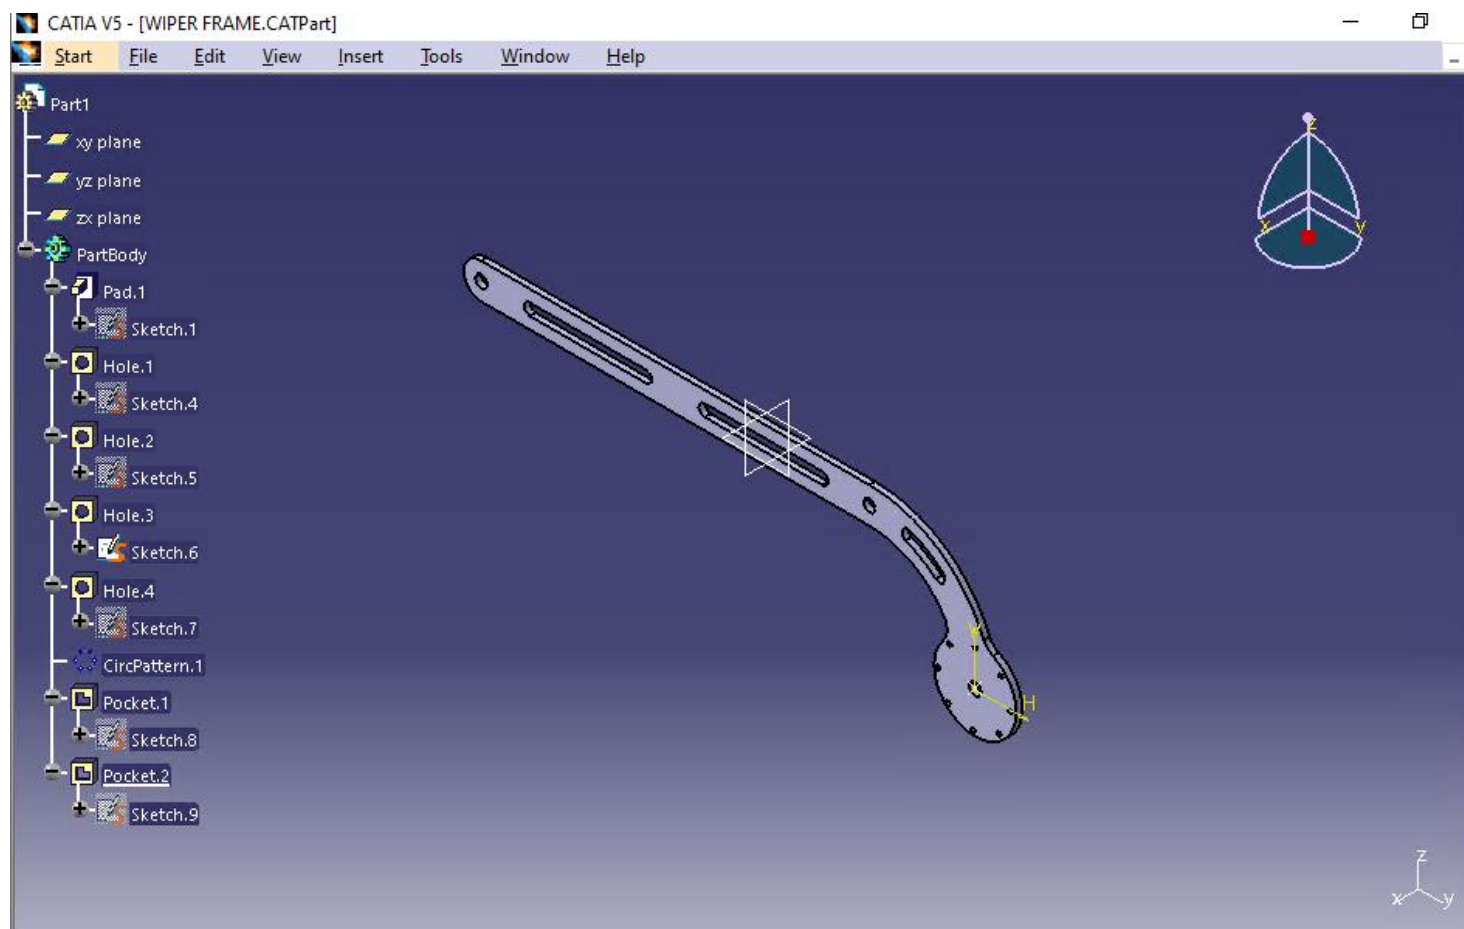 CATIA V5 - [WIPER FRAME.CATPart]
Start File Edit View Insert Tools Window Help
Part1
xy plane
yz plane
zx plane
PartBody
Pad.1
Sketch.1
Hole.1
Sketch.4
Hole.2
Sketch.5
Hole.3
Sketch.6
Hole.4
Sketch.7
CircPattern.1
Pocket.1
Sketch.8
Pocket.2
Sketch.9
z
x y
V
H
z
x y